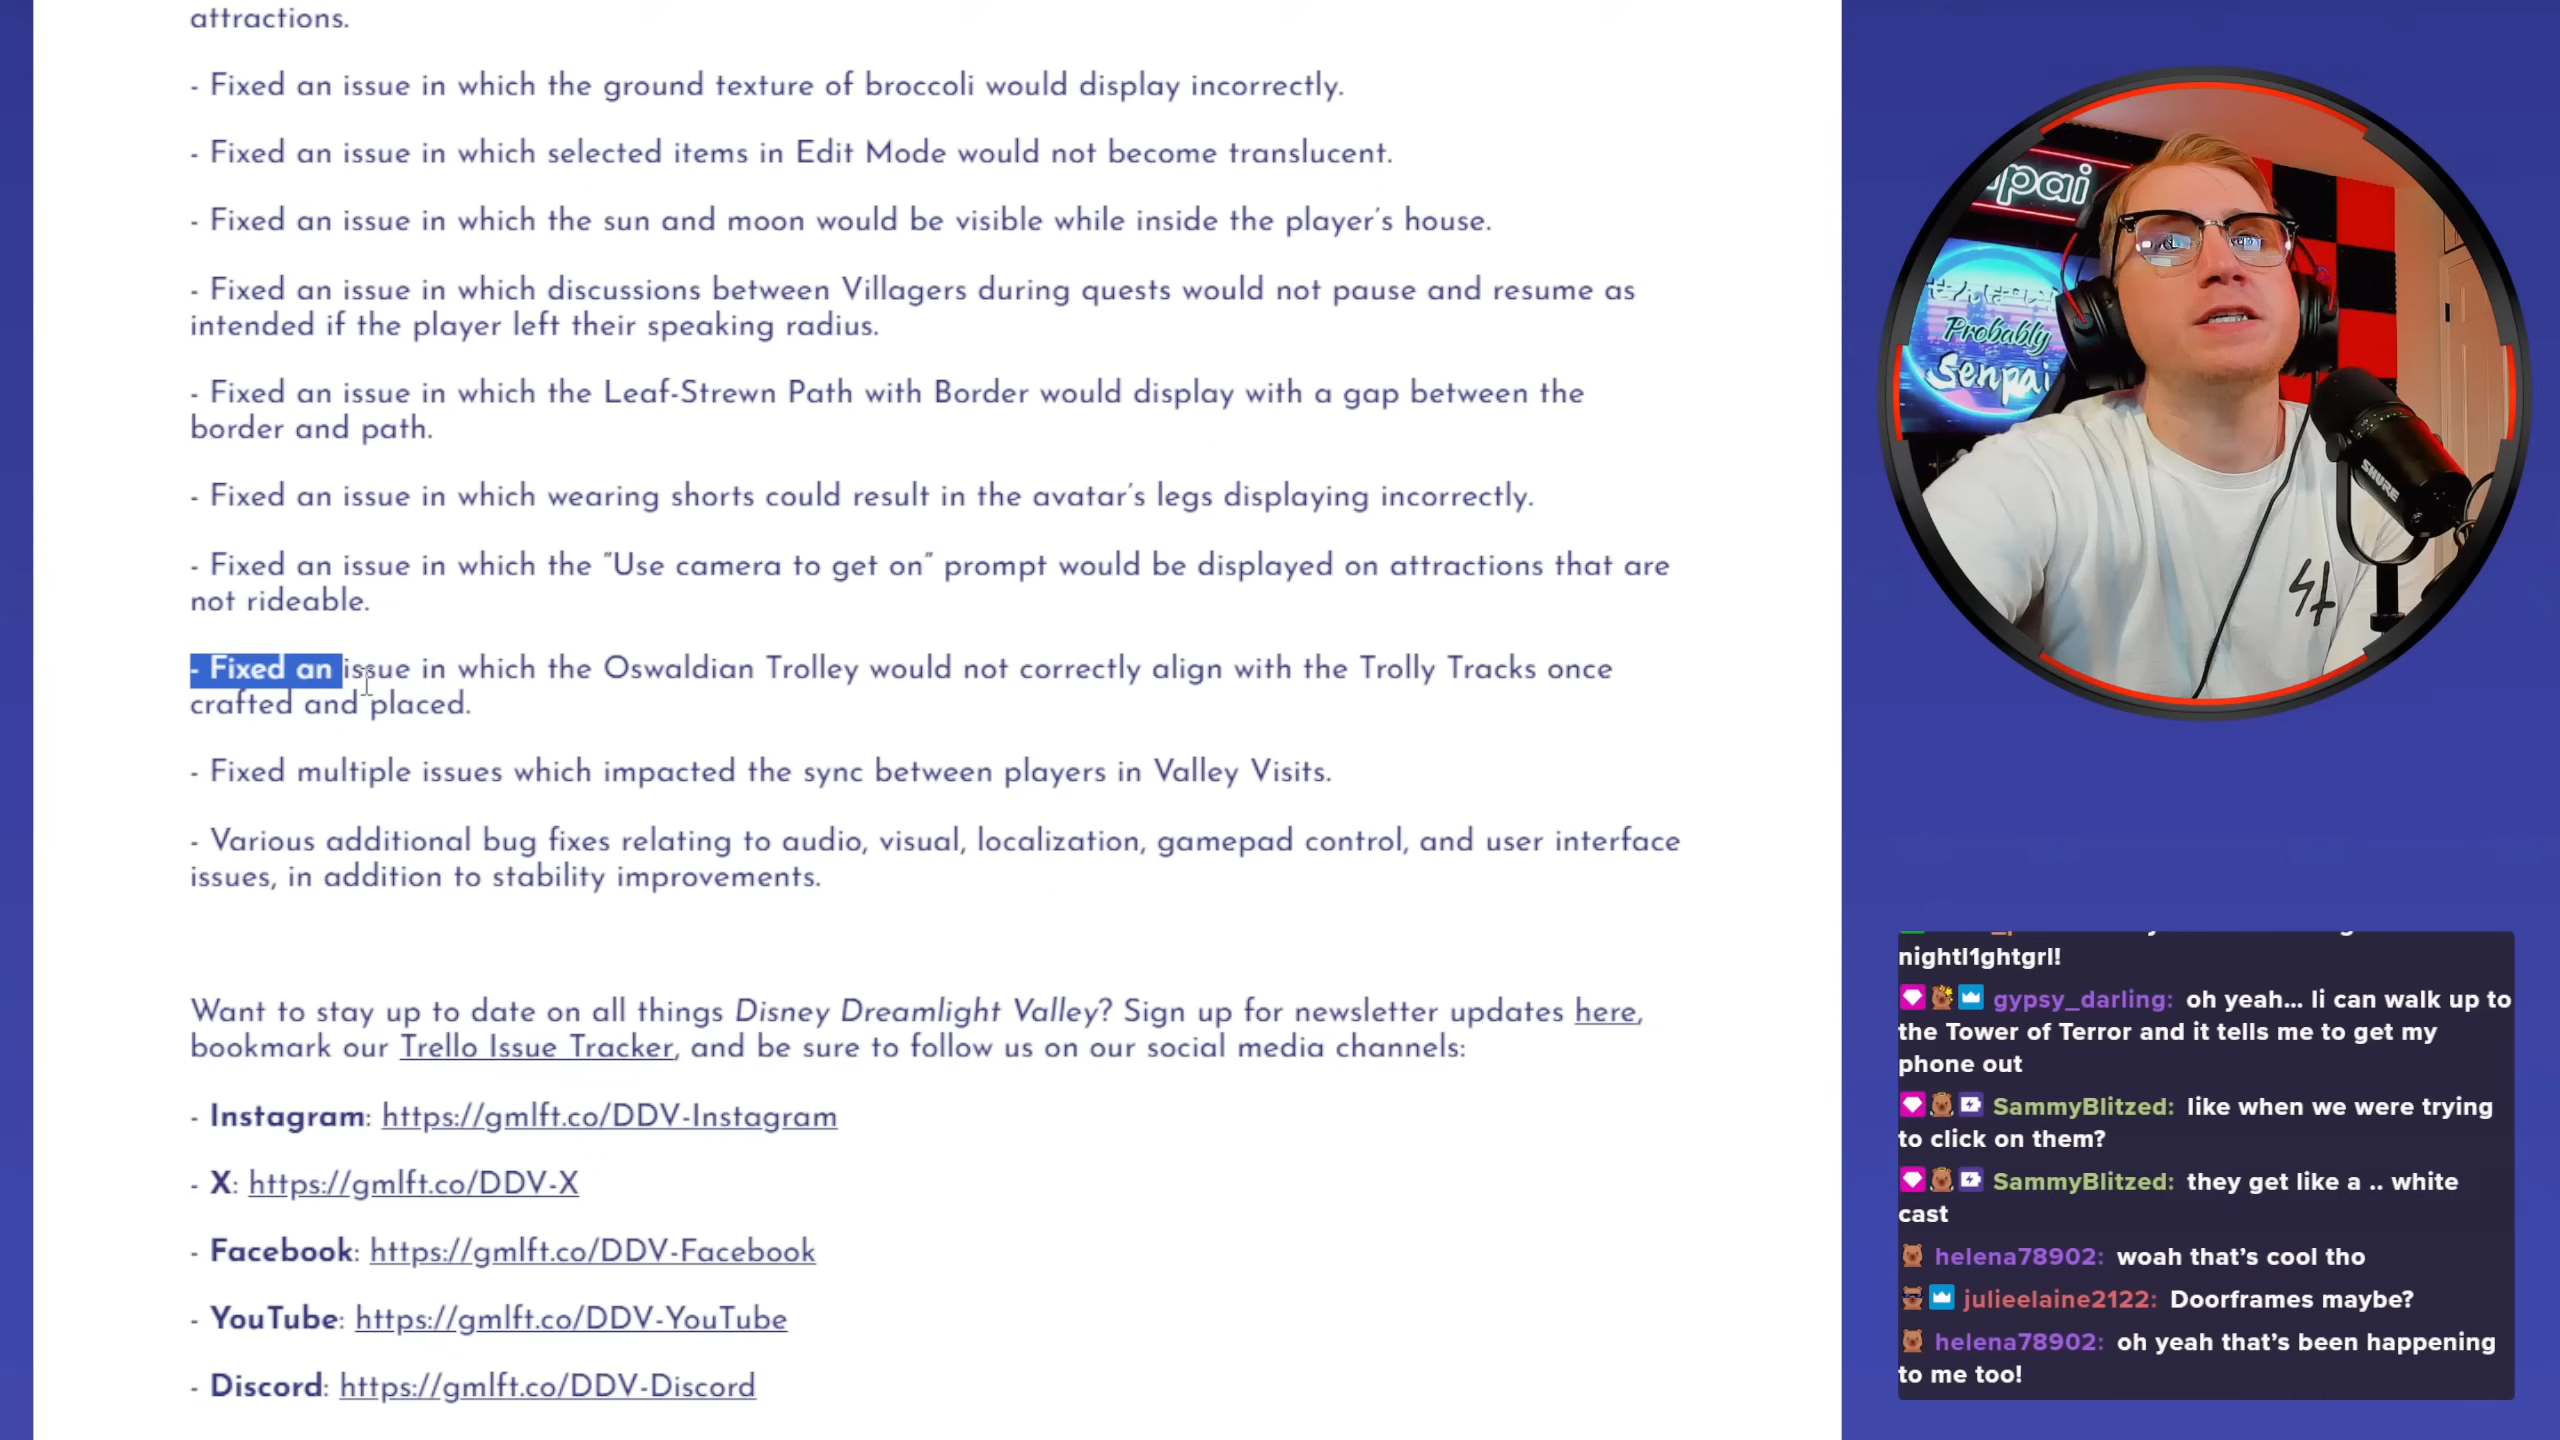 attractions.
- Fixed an issue in which the ground texture of broccoli would display incorrectly.
- Fixed an issue in which selected items in Edit Mode would not become translucent.
- Fixed an issue in which the sun and moon would be visible while inside the player's house.
- Fixed an issue in which discussions between Villagers during quests would not pause and resume as
intended if the player left their speaking radius.
- Fixed an issue in which the Leaf-Strewn Path with Border would display with a gap between the
border and path.
- Fixed an issue in which wearing shorts could result in the avatar's legs displaying incorrectly.
- Fixed an issue in which the "Use camera to get on" prompt would be displayed on attractions that are
not rideable.
- Fixed an issue in which the Oswaldian Trolley would not correctly align with the Trolly Tracks once
crafted and placed.
- Fixed multiple issues which impacted the sync between players in Valley Visits.
- Various additional bug fixes relating to audio, visual, localization, gamepad control, and user interface
issues, in addition to stability improvements.
Want to stay up to date on all things Disney Dreamlight Valley? Sign up for newsletter updates here,
bookmark our Trello Issue Tracker, and be sure to follow us on our social media channels:
- Instagram: https://gmlft.co/DDV-Instagram
- X: https://gmlft.co/DDV-X
- Facebook: https://gmlft.co/DDV-Facebook
- YouTube: https://gmlft.co/DDV-YouTube
- Discord: https://gmlft.co/DDV-Discord
pai
Probably
Senpai
SHURE
nightl1ghtgrl!
gypsy_darling: oh yeah... Ii can walk up to
the Tower of Terror and it tells me to get my
phone out
SammyBlitzed: like when we were trying
to click on them?
SammyBlitzed: they get like a .. white
cast
helena78902: woah that's cool tho
julieelaine2122: Doorframes maybe?
helena78902: oh yeah that's been happening
to me too!